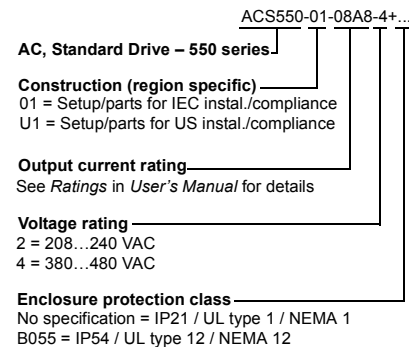 ACS550-01-08A8-4+...
AC, Standard Drive – 550 series
Construction (region specific)
01 = Setup/parts for IEC instal./compliance
U1 = Setup/parts for US instal./compliance
Output current rating
See Ratings in User's Manual for details
Voltage rating
2 = 208…240 VAC
4 = 380…480 VAC
Enclosure protection class
No specification = IP21 / UL type 1 / NEMA 1
B055 = IP54 / UL type 12 / NEMA 12